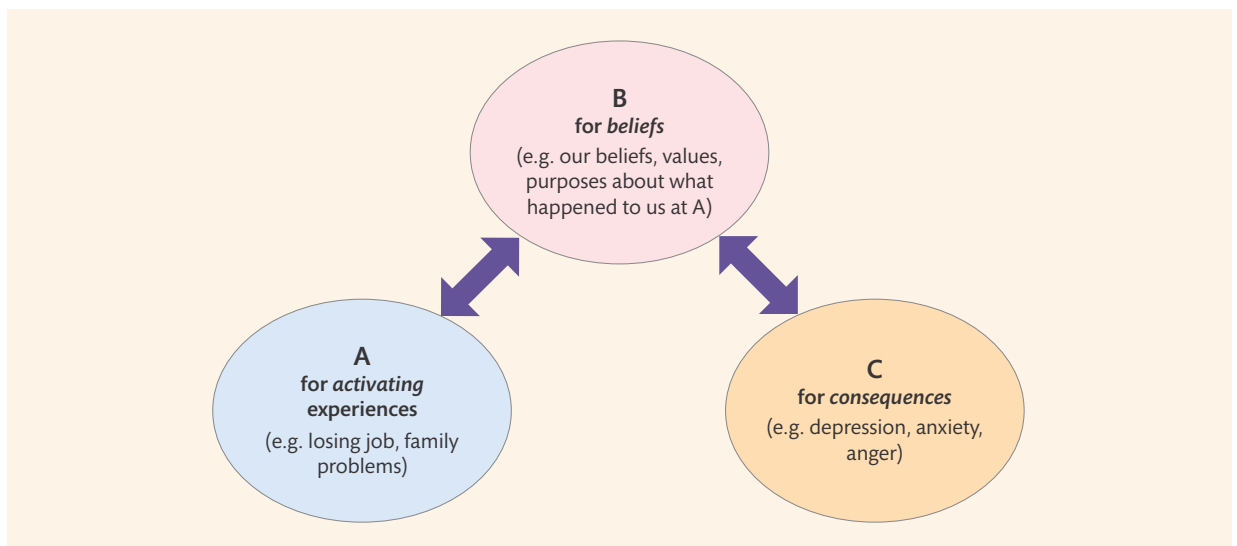 B
for beliefs
(e.g. our beliefs, values,
purposes about what
happened to us at A)
A
for activating
experiences
(e.g. losing job, family
problems)
C
for consequences
(e.g. depression, anxiety,
anger)